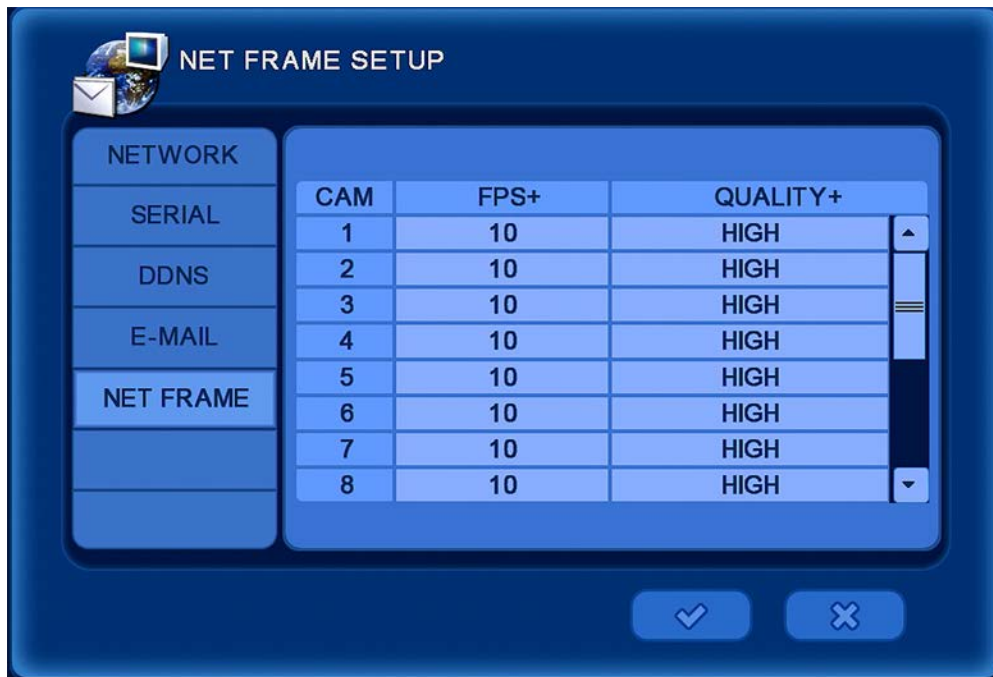 NET FRAME SETUP
NETWORK
SERIAL
DDNS
E-MAIL
NET FRAME
CAM FPS+ QUALITY+
1 10 HIGH
2 10 HIGH
3 10 HIGH
4 10 HIGH
5 10 HIGH
6 10 HIGH
7 10 HIGH
8 10 HIGH